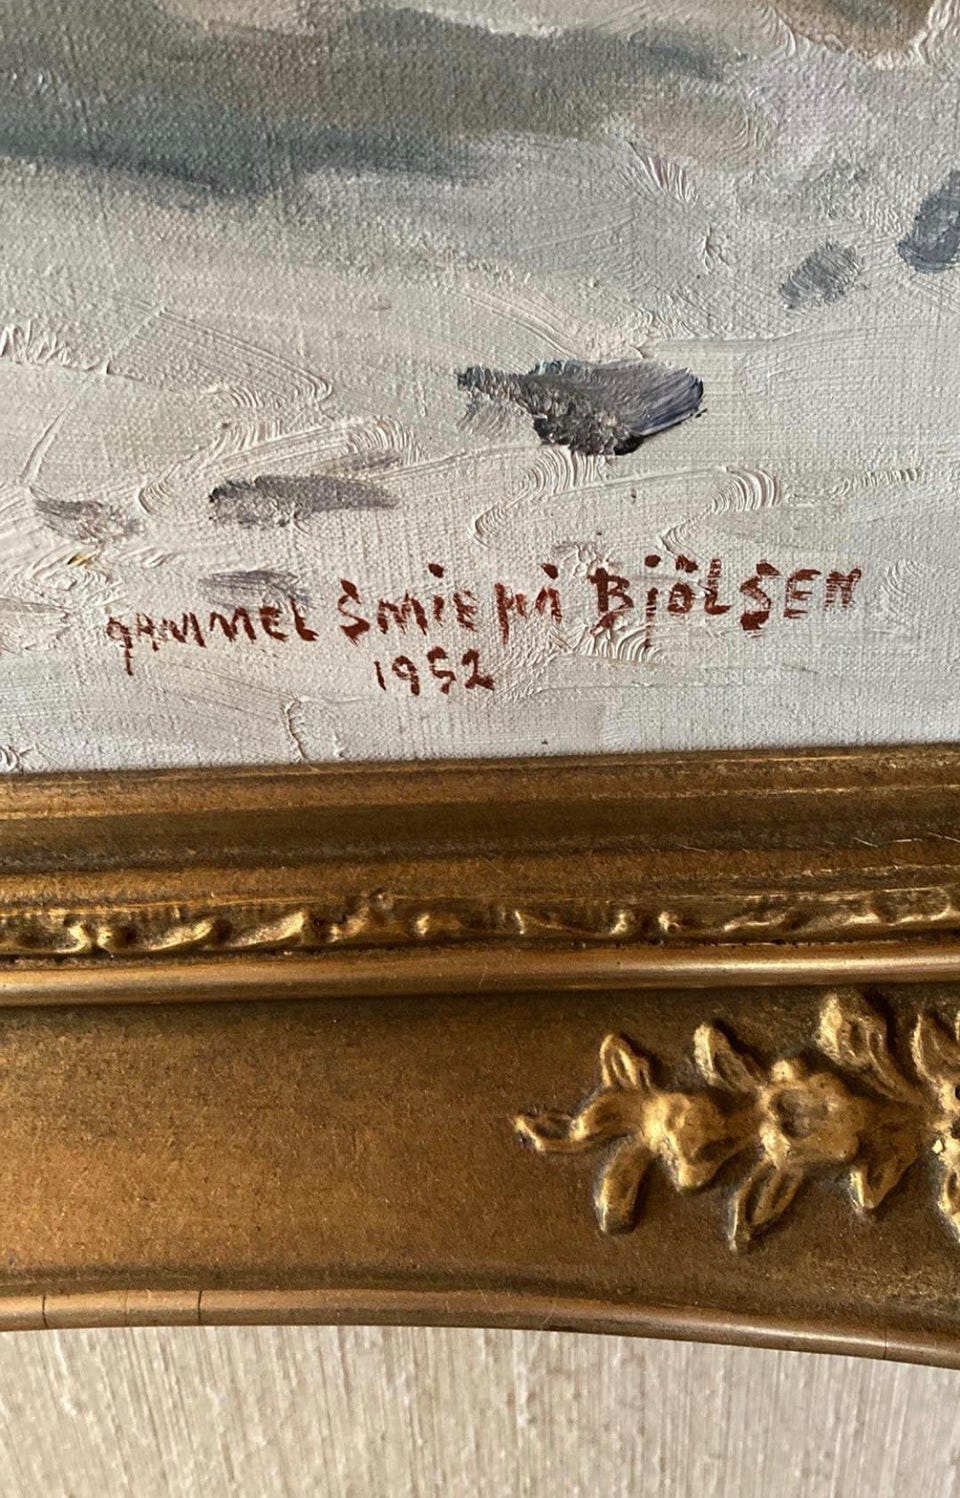 GAMMEL SMIE på BjölSEN
1952